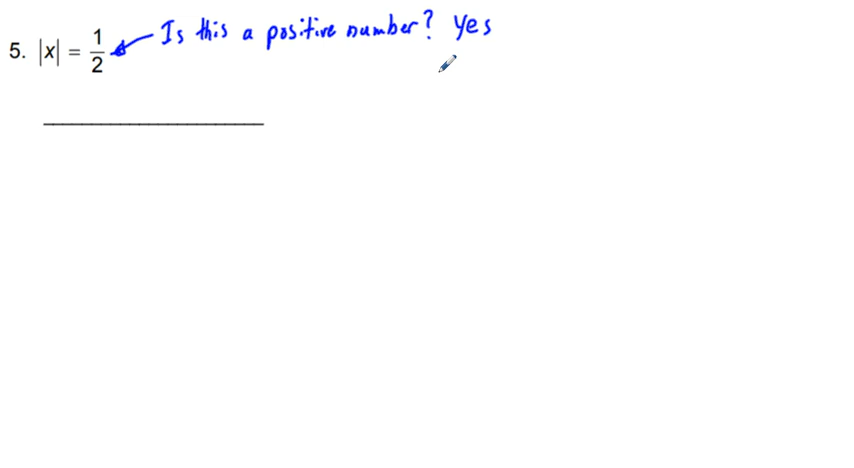 Is this a positive number? Yes
5. |x| = 1/2